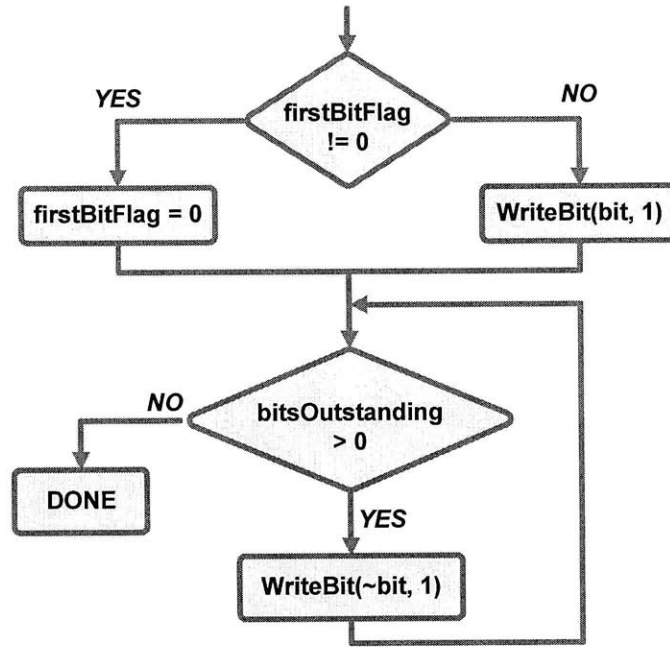 YES
firstBitFlag
!= 0
NO
firstBitFlag = 0
WriteBit(bit, 1)
NO
bitsOutstanding
> 0
DONE
YES
WriteBit(~bit, 1)